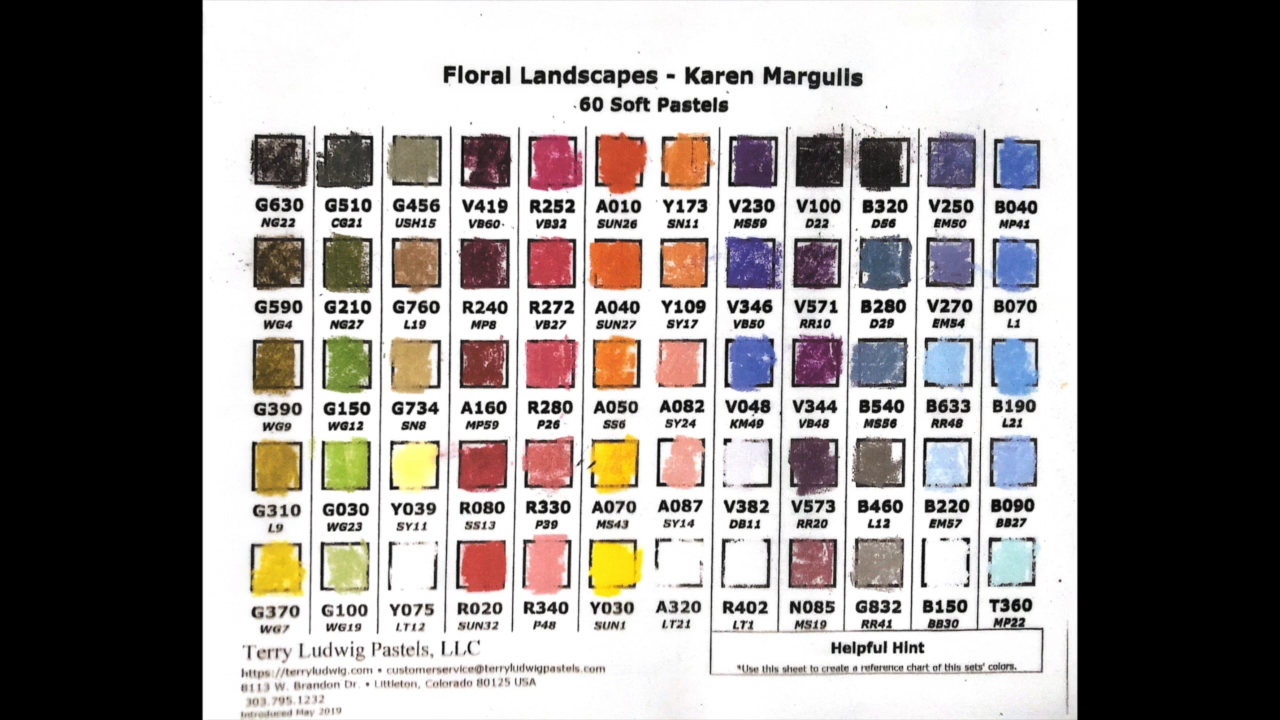 Floral Landscapes - Karen Margulis
60 Soft Pastels
G630 G510 G456 V419 R252 A010 Y173 V230 V100 B320 V250 B040
NG22 CG21 USH15 VB60 VB32 SUN26 SN11 MS59 D22 D56 EM50 MP41
G590 G210 G760 R240 R272 A040 Y109 V346 V571 B280 V270 B070
WG4 NG27 L19 MP8 VB27 SUN27 SY17 VB50 RR10 D29 EM54 L1
G390 G150 G734 A160 R280 A050 A082 V048 V344 B540 B633 B190
WG9 WG12 SN8 MP59 P26 SS6 SY24 KM49 VB48 MS56 RR48 L21
G310 G030 Y039 R080 R330 A070 A087 V382 V573 B460 B220 B090
L9 WG23 SY11 SS13 P39 MS43 SY14 DB11 RR20 L12 EM57 BB27
G370 G100 Y075 R020 R340 Y030 A320 R402 N085 G832 B150 T360
WG7 WG19 LT12 SUN32 P48 SUN1 LT21 LT1 MS19 RR41 BB30 MP22
Terry Ludwig Pastels, LLC
https://terryludwig.com • customerservice@terryludwigpastels.com
8113 W. Brandon Dr. • Littleton, Colorado 80125 USA
303.795.1232
Introduced May 2019
Helpful Hint
*Use this sheet to create a reference chart of this sets' colors.